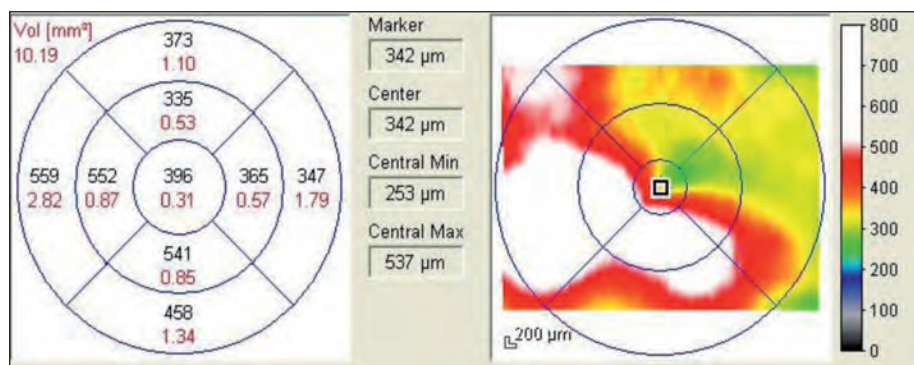 Vol [mm³]
10.19
373
1.10
335
0.53
559 552 396 365 347
2.82 0.87 0.31 0.57 1.79
541
0.85
458
1.34
Marker
342 µm
Center
342 µm
Central Min
253 µm
Central Max
537 µm
200 µm
800
700
600
500
400
300
200
100
0